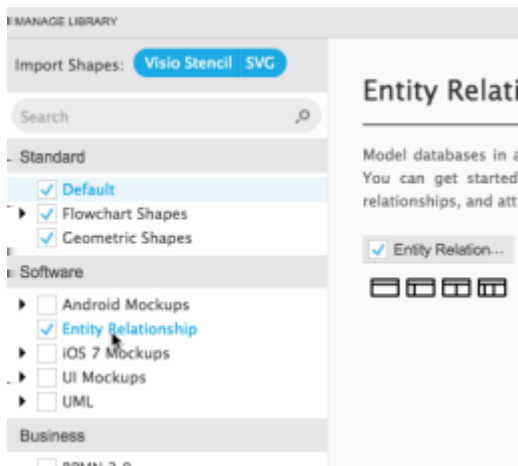 MANAGE LIBRARY
Import Shapes: Visio Stencil SVG
Search
Standard
Default
Flowchart Shapes
Geometric Shapes
Software
Android Mockups
Entity Relationship
iOS 7 Mockups
UI Mockups
UML
Business
Entity Relati
Model databases in a
You can get started
relationships, and att
Entity Relation...